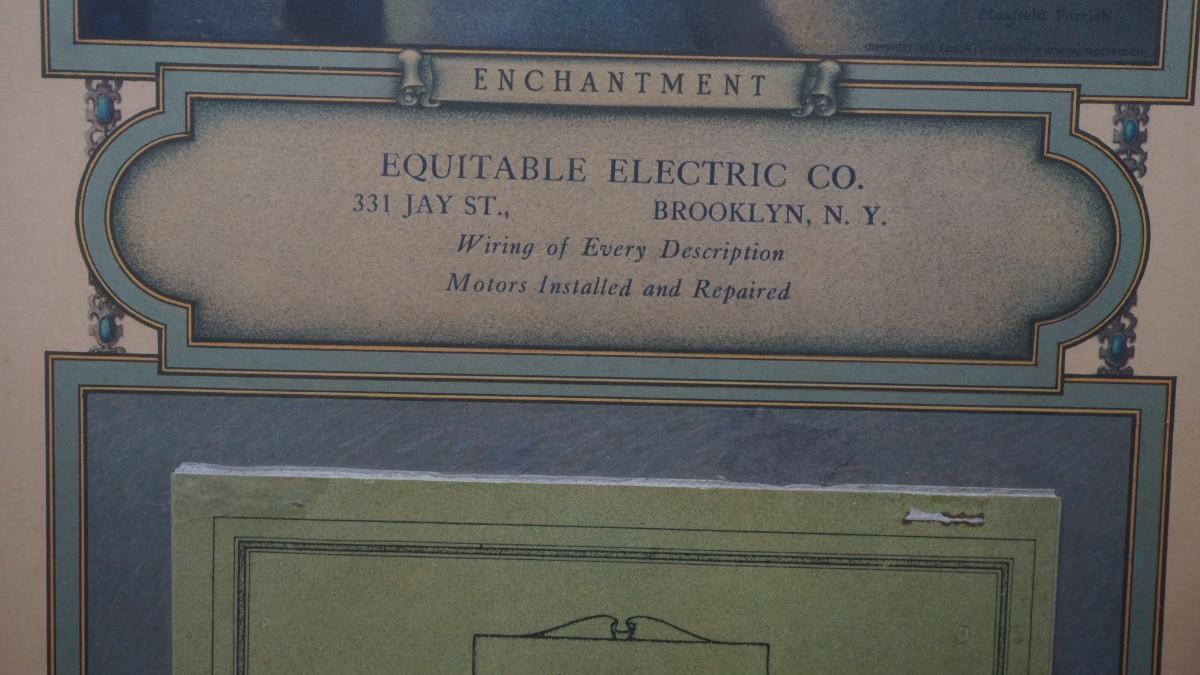 Maxfield Parrish
ENCHANTMENT
EQUITABLE ELECTRIC CO.
331 JAY ST., BROOKLYN, N. Y.
Wiring of Every Description
Motors Installed and Repaired